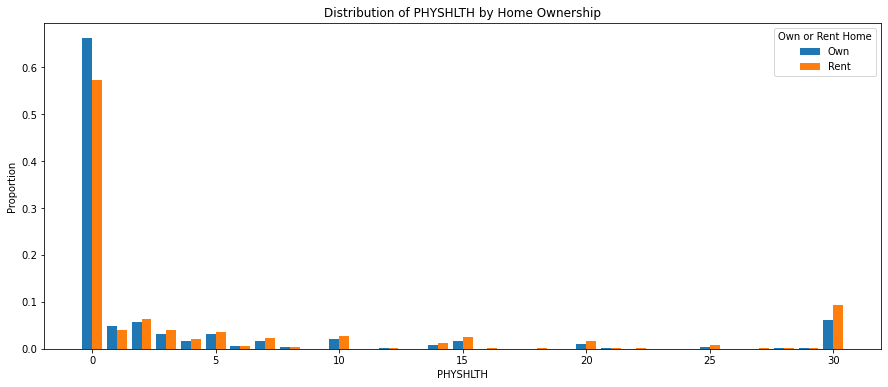 Distribution of PHYSHLTH by Home Ownership
Own or Rent Home
Own
Rent
Proportion
0.6
0.5
0.4
0.3
0.2
0.1
0.0
0 5 10 15 20 25 30
PHYSHLTH